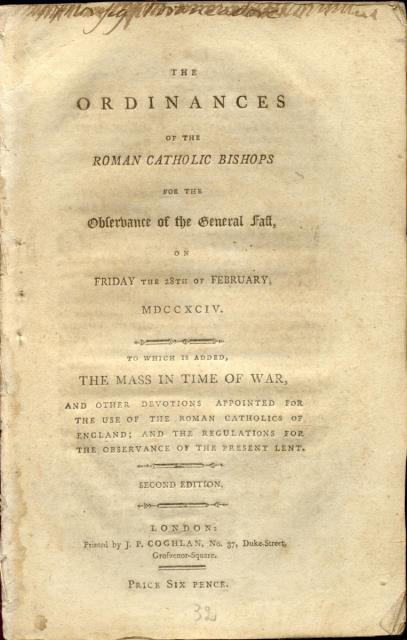 THE
ORDINANCES
OF THE
ROMAN CATHOLIC BISHOPS
FOR THE
Obſervance of the General Faſt,
ON
FRIDAY THE 28TH OF FEBRUARY,
MDCCXCIV.
TO WHICH IS ADDED,
THE MASS IN TIME OF WAR,
AND OTHER DEVOTIONS APPOINTED FOR
THE USE OF THE ROMAN CATHOLICS OF
ENGLAND; AND THE REGULATIONS FOR
THE OBSERVANCE OF THE PRESENT LENT.
SECOND EDITION.
LONDON:
Printed by J. P. COGHLAN, No. 37, Duke-Street,
Groſvenor-Square.
PRICE SIX PENCE.
32